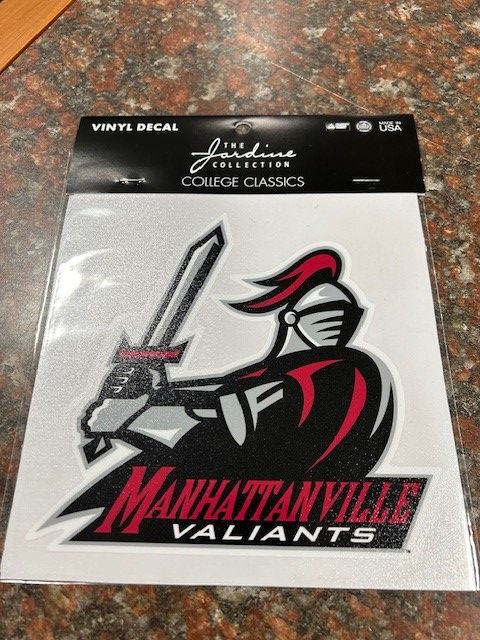 VINYL DECAL
THE
Jardine
COLLECTION
COLLEGE CLASSICS
MADE IN
USA
MANHATTANVILLE
VALIANTS